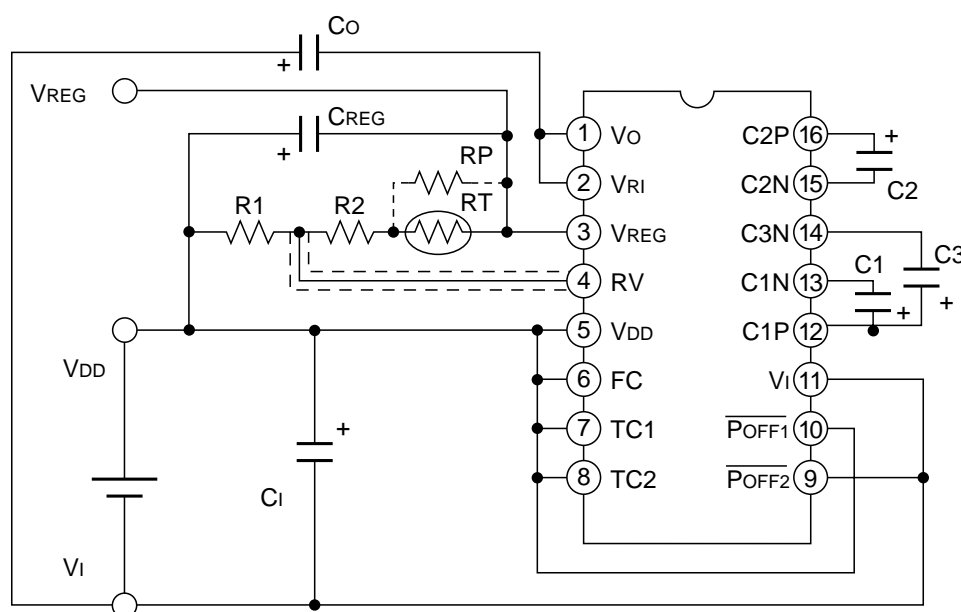 CO
+
VREG
CREG
+
RP
RT
R1
R2
1 VO
2 VRI
3 VREG
4 RV
5 VDD
6 FC
7 TC1
8 TC2
C2P 16
C2N 15
C3N 14
C1N 13
C1P 12
VI 11
POFF1 10
POFF2 9
+
C2
C1
+
C3
+
VDD
+
CI
VI